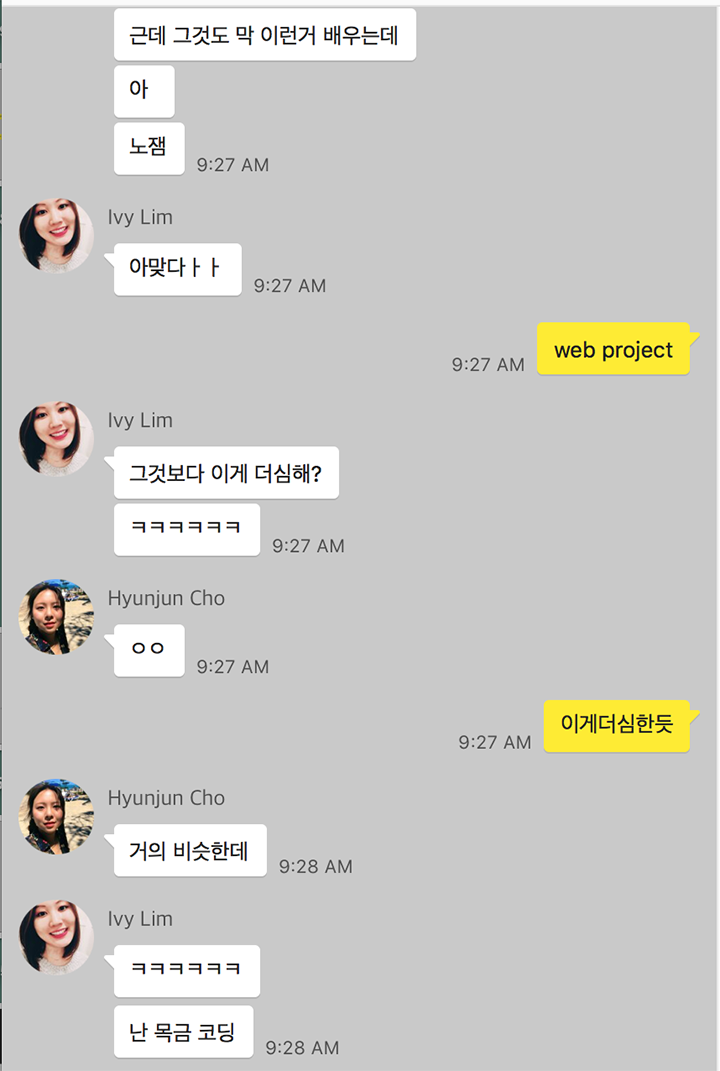 근데 그것도 막 이런거 배우는데
아
노잼
9:27 AM
Ivy Lim
아맞다ㅏㅏ
9:27 AM
web project
9:27 AM
Ivy Lim
그것보다 이게 더심해?
ㅋㅋㅋㅋㅋㅋ
9:27 AM
Hyunjun Cho
ㅇㅇ
9:27 AM
이게더심한듯
9:27 AM
Hyunjun Cho
거의 비슷한데
9:28 AM
Ivy Lim
ㅋㅋㅋㅋㅋㅋ
난 목금 코딩
9:28 AM